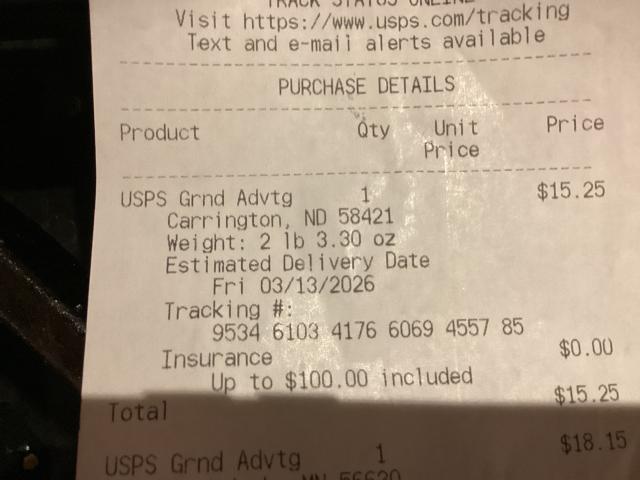 TRACK STATUS ONLINE
Visit https://www.usps.com/tracking
Text and e-mail alerts available
PURCHASE DETAILS
Product Qty Unit Price
Price
USPS Grnd Advtg 1 $15.25
Carrington, ND 58421
Weight: 2 lb 3.30 oz
Estimated Delivery Date
Fri 03/13/2026
Tracking #:
9534 6103 4176 6069 4557 85
Insurance $0.00
Up to $100.00 included
Total $15.25
USPS Grnd Advtg 1 $18.15